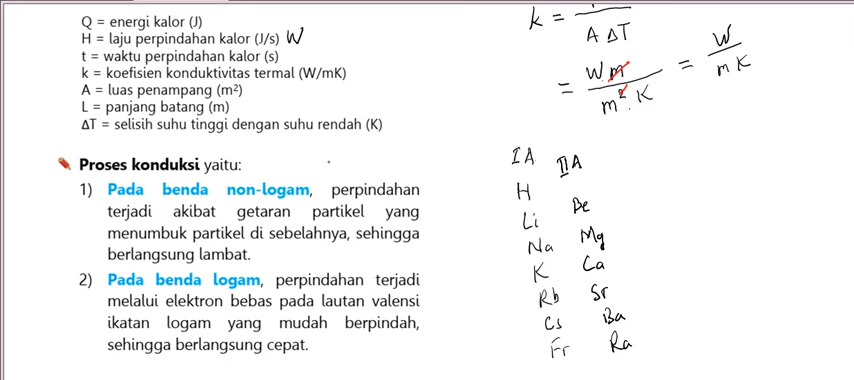 Q = energi kalor (J)
H = laju perpindahan kalor (J/s) W
t = waktu perpindahan kalor (s)
k = koefisien konduktivitas termal (W/mK)
A = luas penampang (m²)
L = panjang batang (m)
ΔT = selisih suhu tinggi dengan suhu rendah (K)
Proses konduksi yaitu:
1) Pada benda non-logam, perpindahan
terjadi akibat getaran partikel yang
menumbuk partikel di sebelahnya, sehingga
berlangsung lambat.
2) Pada benda logam, perpindahan terjadi
melalui elektron bebas pada lautan valensi
ikatan logam yang mudah berpindah,
sehingga berlangsung cepat.
k =
A ΔT
= W m / m² . K = W / m K
IA IIA
H
Li Be
Na Mg
K Ca
Rb Sr
Cs Ba
Fr Ra